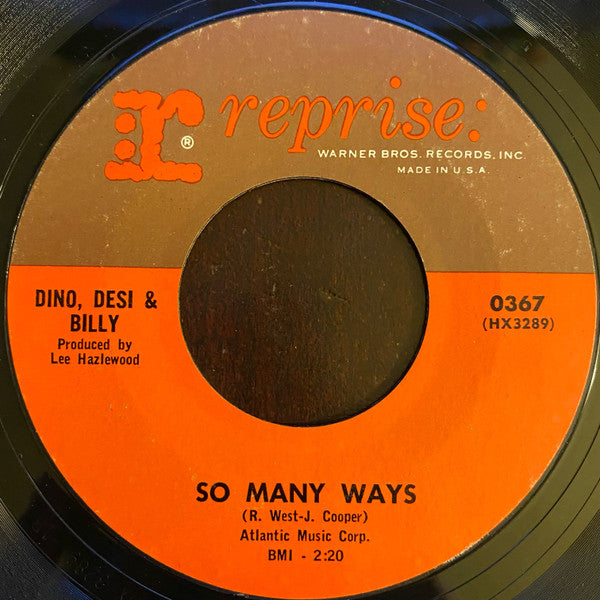 r® reprise:
WARNER BROS. RECORDS, INC.
MADE IN U.S.A.
DINO, DESI &
BILLY
Produced by
Lee Hazlewood
0367
(HX3289)
SO MANY WAYS
(R. West-J. Cooper)
Atlantic Music Corp.
BMI - 2:20